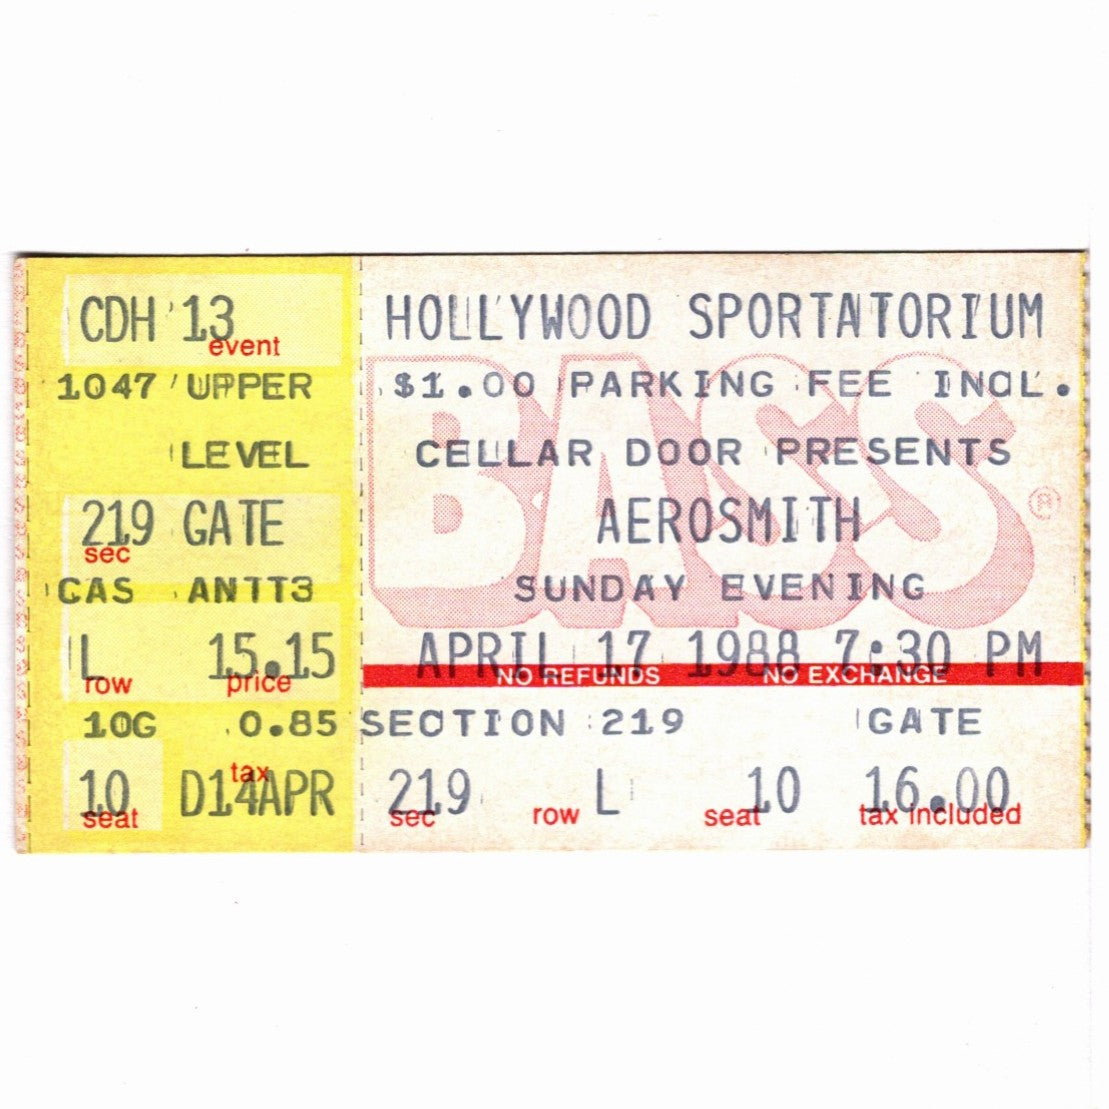 CDH 13
event
1047 UPPER
LEVEL
219 GATE
sec
CAS
L 15.15
row price
10G 0.85
tax
10 D14APR
seat
HOLLYWOOD SPORTATORIUM
$1.00 PARKING FEE INCL.
CELLAR DOOR PRESENTS
BASS ®
AEROSMITH
SUNDAY EVENING
APRIL 17 1988 7:30 PM
NO REFUNDS NO EXCHANGE
SECTION 219 GATE
219 L 10 16.00
sec row seat tax included